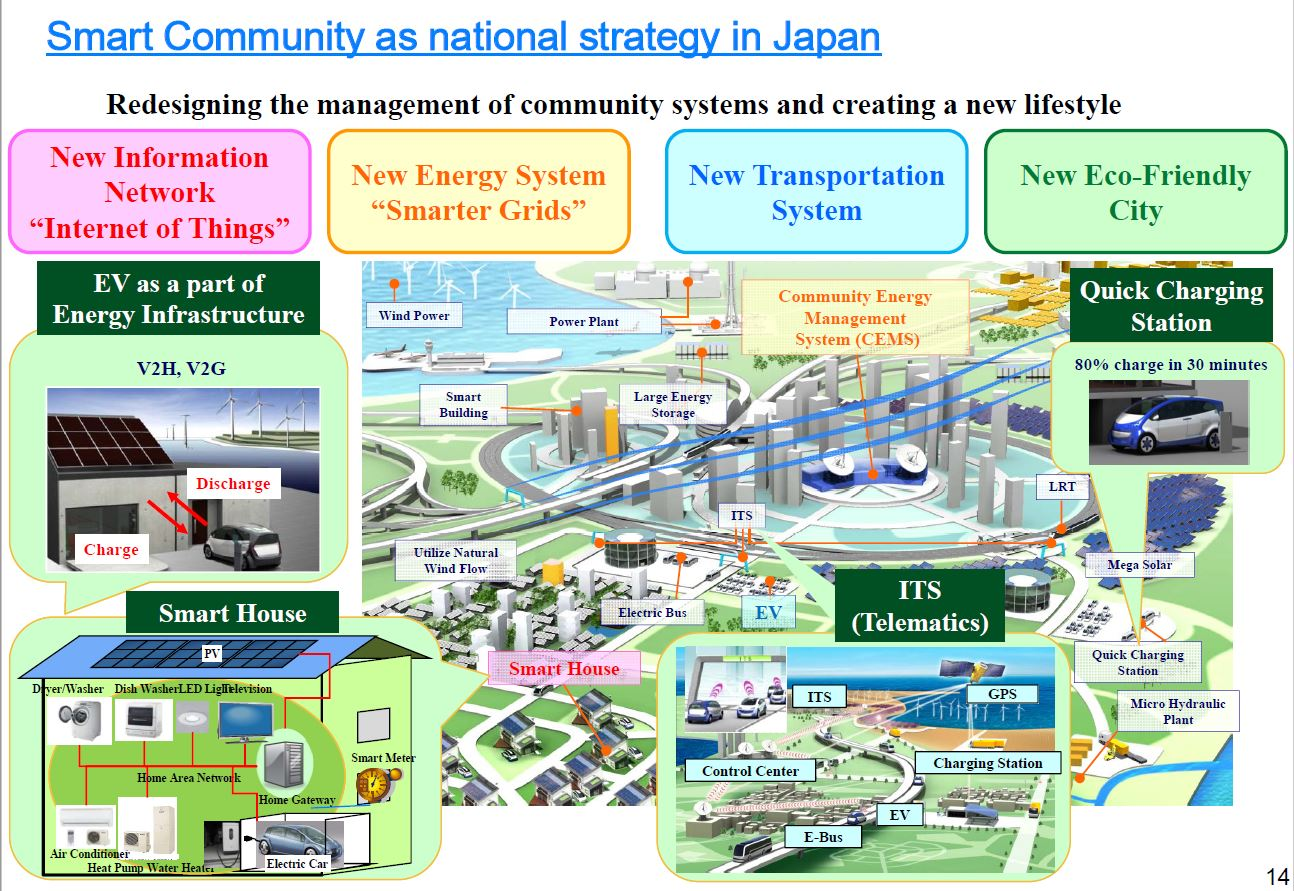 Smart Community as national strategy in Japan
Redesigning the management of community systems and creating a new lifestyle
New Information
Network
“Internet of Things”
New Energy System
“Smarter Grids”
New Transportation
System
New Eco-Friendly
City
EV as a part of
Energy Infrastructure
V2H, V2G
Discharge
Charge
Wind Power
Power Plant
Community Energy
Management
System (CEMS)
Smart
Building
Large Energy
Storage
Quick Charging
Station
80% charge in 30 minutes
LRT
ITS
Utilize Natural
Wind Flow
Electric Bus
EV
Mega Solar
ITS
(Telematics)
Quick Charging
Station
Micro Hydraulic
Plant
Smart House
Smart House
PV
Dryer/Washer
Dish Washer
LED Light
Television
Smart Meter
Home Area Network
Home Gateway
Air Conditioner
Heat Pump Water Heater
Electric Car
ITS
ITS
GPS
Control Center
Charging Station
EV
E-Bus
14